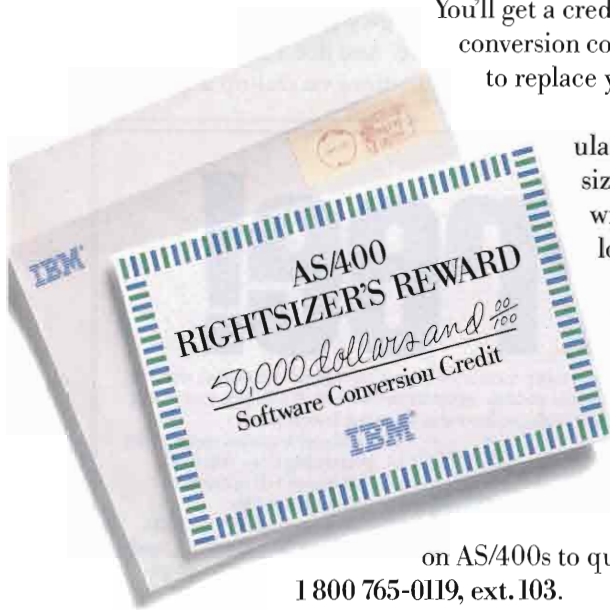 You'll get a cred
conversion co
to replace y
ula
siz
w
lo
IBM
AS/400
RIGHTSIZER'S REWARD
50,000 dollars and 00/100
Software Conversion Credit
IBM
on AS/400s to qu
1 800 765-0119, ext. 103.